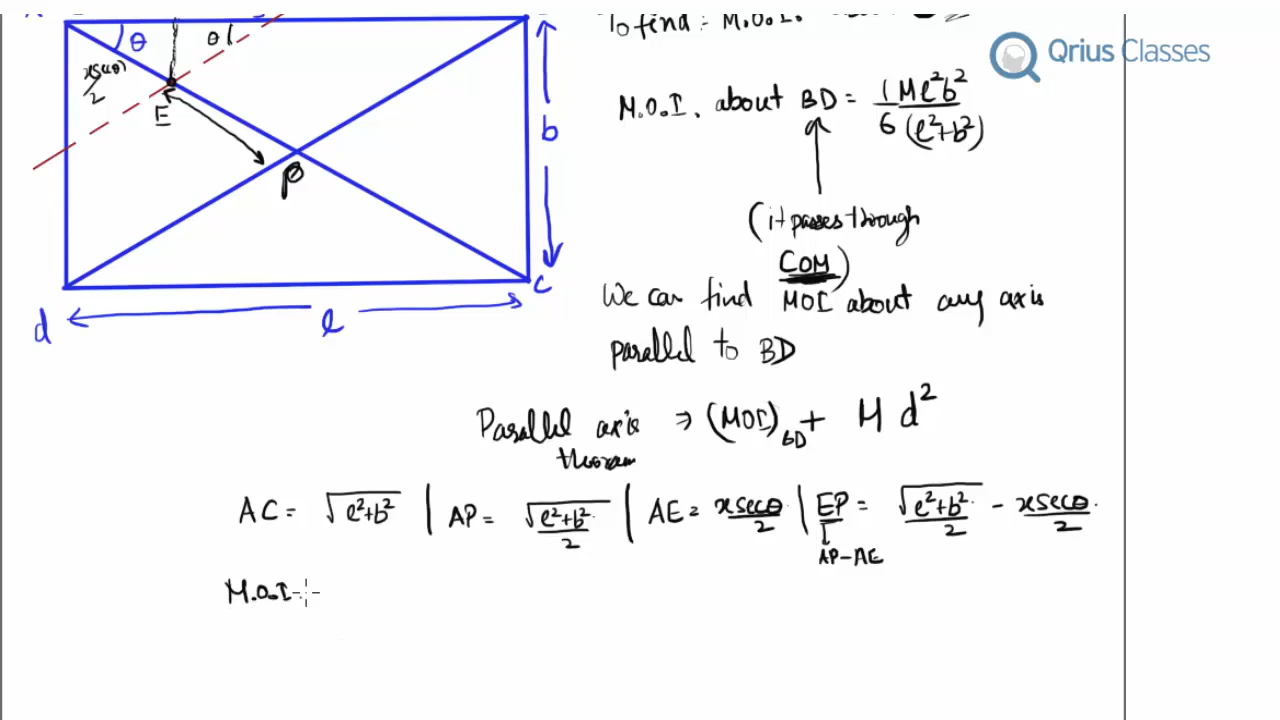 To find :- M.O.I.
Qrius Classes
θ
θ
x secθ/2
E
P
b
c
d
l
M.O.I. about BD = 1/6 Ml²b²/(l²+b²)
(it passes through
COM)
We can find MOI about any axis
parallel to BD
Parallel axis ⇒ (MOI)BD + M d²
theoram
AC = √l²+b² | AP = √l²+b²/2 | AE = x secθ/2 | EP = √l²+b²/2 - x secθ/2
AP-AE
M.O.I-